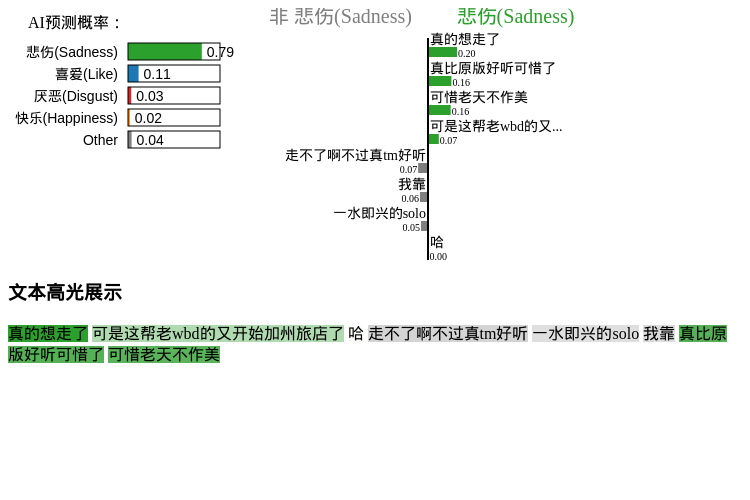 AI预测概率：
悲伤(Sadness) 0.79
喜爱(Like) 0.11
厌恶(Disgust) 0.03
快乐(Happiness) 0.02
Other 0.04
非 悲伤(Sadness) 悲伤(Sadness)
真的想走了
0.20
真比原版好听可惜了
0.16
可惜老天不作美
0.16
可是这帮老wbd的又...
0.07
走不了啊不过真tm好听
0.07
我靠
0.06
一水即兴的solo
0.05
哈
0.00
文本高光展示
真的想走了 可是这帮老wbd的又开始加州旅店了 哈 走不了啊不过真tm好听 一水即兴的solo 我靠 真比原
版好听可惜了 可惜老天不作美